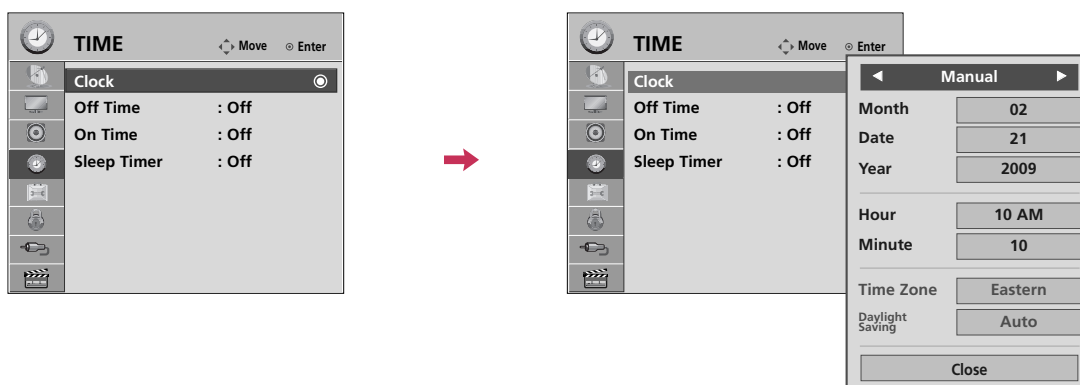 TIME Move Enter
Clock
Off Time : Off
On Time : Off
Sleep Timer : Off
TIME Move Enter
Clock
Off Time : Off
On Time : Off
Sleep Timer : Off
Manual
Month 02
Date 21
Year 2009
Hour 10 AM
Minute 10
Time Zone Eastern
Daylight
Saving Auto
Close